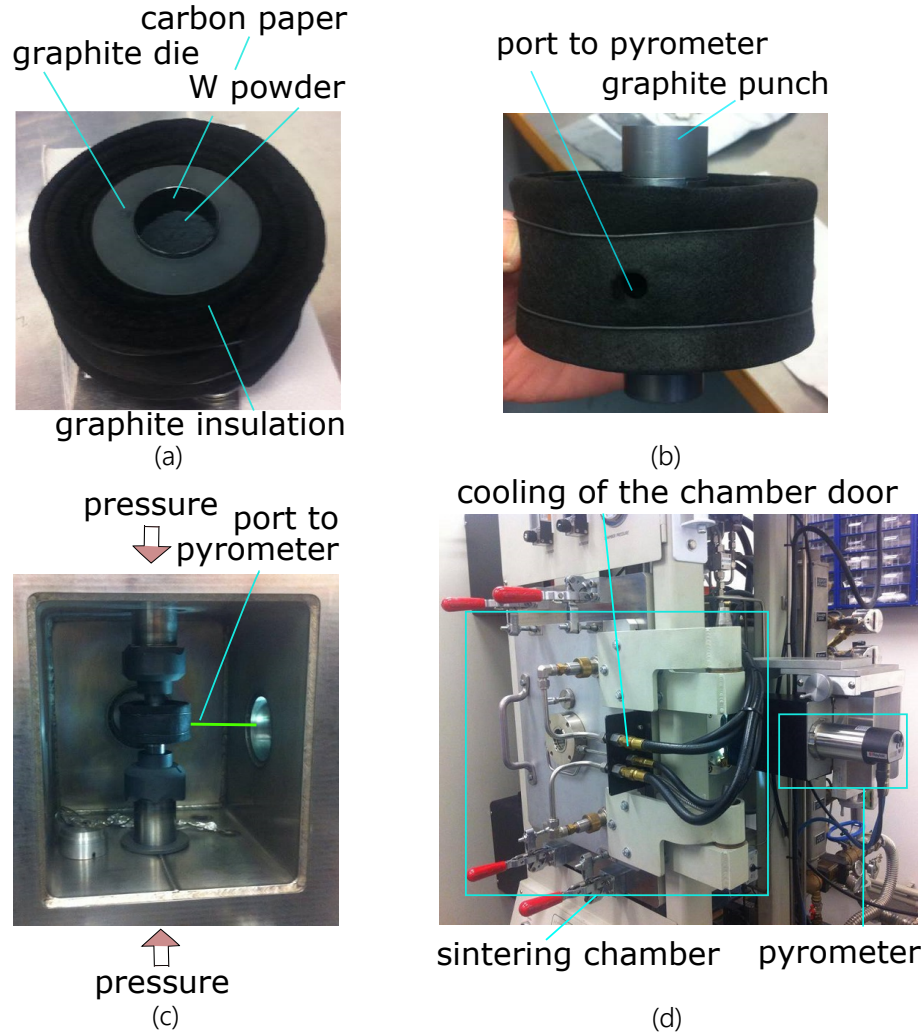 carbon paper
graphite die
W powder
graphite insulation
(a)
port to pyrometer
graphite punch
(b)
pressure
port to
pyrometer
pressure
(c)
cooling of the chamber door
sintering chamber
pyrometer
(d)